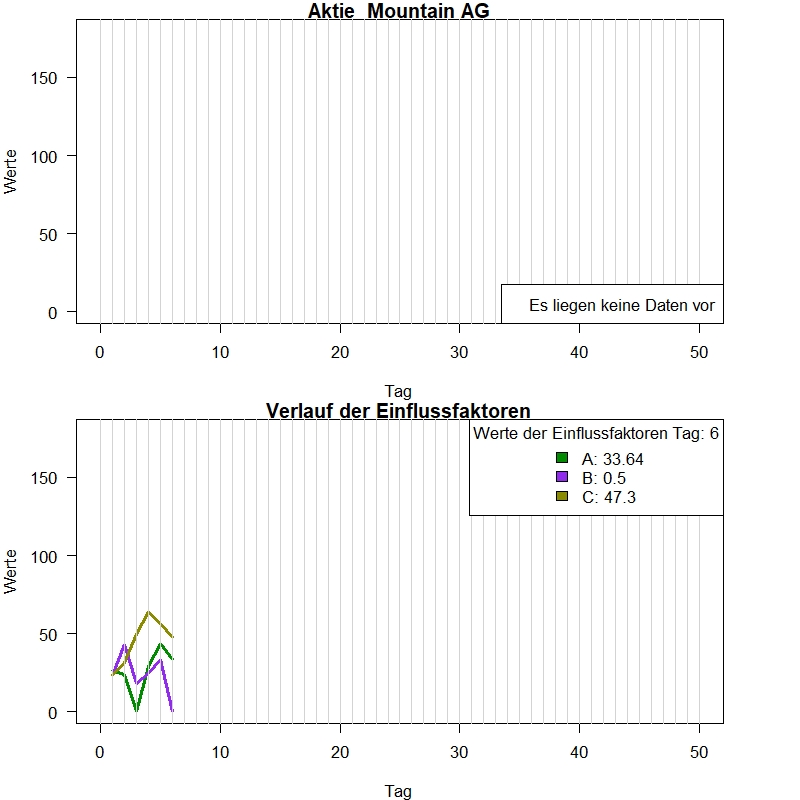 Aktie  Mountain AG
Werte
150
100
50
0
Es liegen keine Daten vor
0 10 20 30 40 50
Tag
Verlauf der Einflussfaktoren
Werte
150
100
50
0
Werte der Einflussfaktoren Tag: 6
A: 33.64
B: 0.5
C: 47.3
0 10 20 30 40 50
Tag